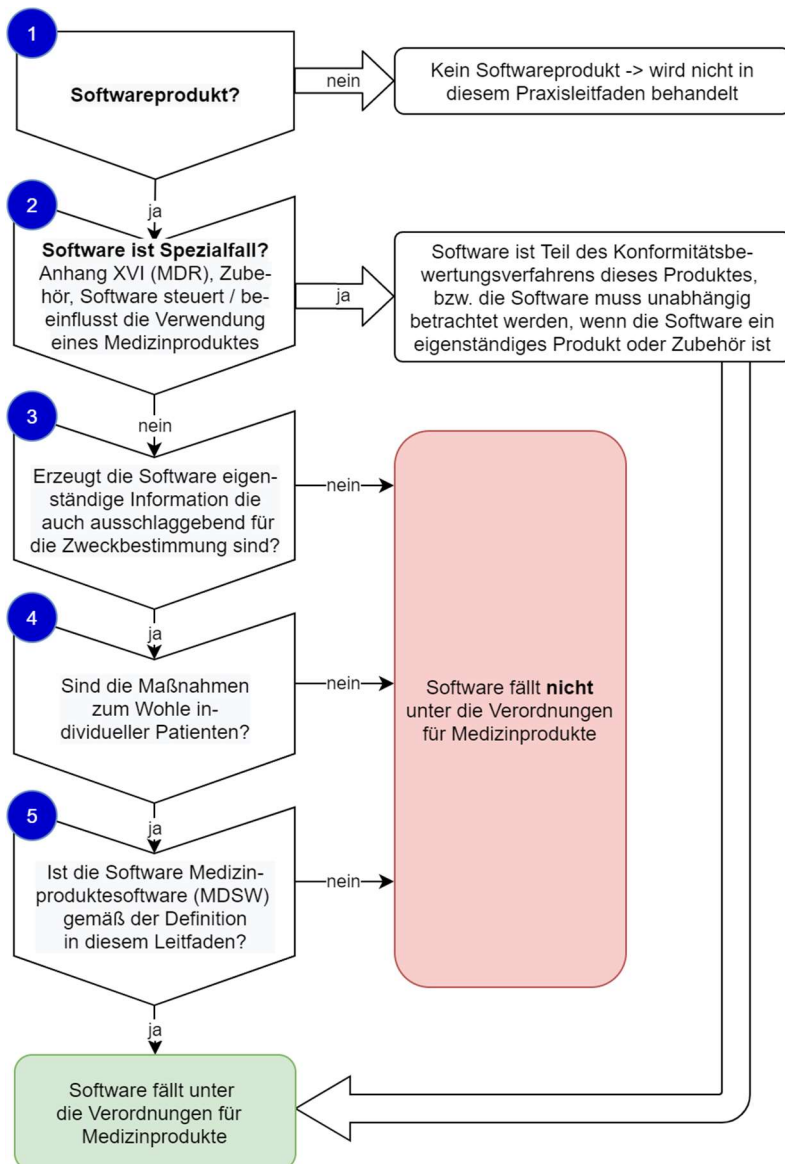 1
Softwareprodukt?
nein
Kein Softwareprodukt -> wird nicht in
diesem Praxisleitfaden behandelt
ja
2
Software ist Spezialfall?
Anhang XVI (MDR), Zube-
hör, Software steuert / be-
einflusst die Verwendung
eines Medizinproduktes
ja
Software ist Teil des Konformitätsbe-
wertungsverfahrens dieses Produktes,
bzw. die Software muss unabhängig
betrachtet werden, wenn die Software ein
eigenständiges Produkt oder Zubehör ist
nein
3
Erzeugt die Software eigen-
ständige Information die
auch ausschlaggebend für
die Zweckbestimmung sind?
nein
ja
4
Sind die Maßnahmen
zum Wohle in-
dividueller Patienten?
nein
Software fällt nicht
unter die Verordnungen
für Medizinprodukte
ja
5
Ist die Software Medizin-
produktesoftware (MDSW)
gemäß der Definition
in diesem Leitfaden?
nein
ja
Software fällt unter
die Verordnungen für
Medizinprodukte